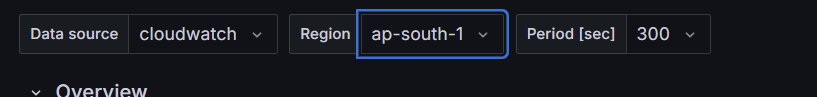 Data source cloudwatch Region ap-south-1 Period [sec] 300
Overview